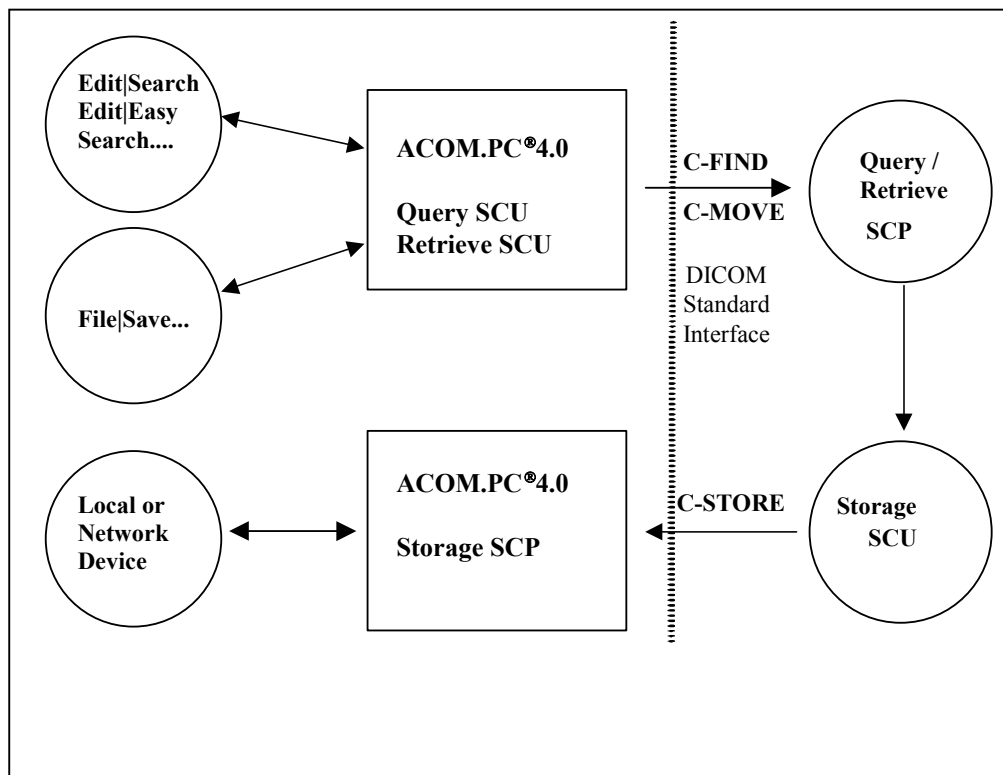 Edit|Search
Edit|Easy
Search....
ACOM.PC®4.0
Query SCU
Retrieve SCU
C-FIND
C-MOVE
Query /
Retrieve
SCP
DICOM
Standard
Interface
File|Save...
Local or
Network
Device
ACOM.PC®4.0
Storage SCP
C-STORE
Storage
SCU